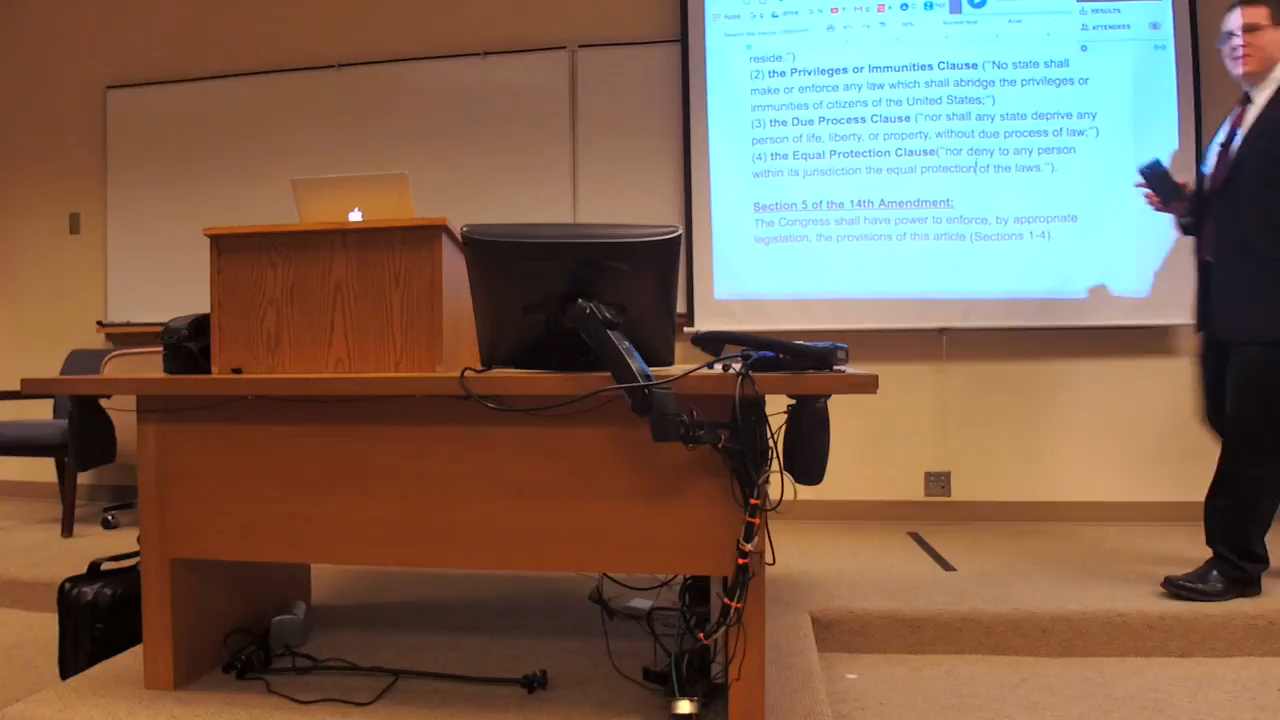 Apps
drive
Normal text
Arial
RESULTS
ATTENDEES
reside.")
(2) the Privileges or Immunities Clause ("No state shall
make or enforce any law which shall abridge the privileges or
immunities of citizens of the United States;")
(3) the Due Process Clause ("nor shall any state deprive any
person of life, liberty, or property, without due process of law;")
(4) the Equal Protection Clause("nor deny to any person
within its jurisdiction the equal protection of the laws.").
Section 5 of the 14th Amendment:
The Congress shall have power to enforce, by appropriate
legislation, the provisions of this article (Sections 1-4).